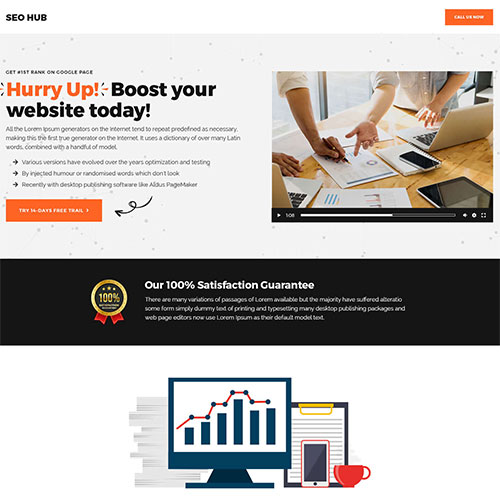 SEO HUB
CALL US NOW
GET #1ST RANK ON GOOGLE PAGE
Hurry Up! Boost your
website today!
All the Lorem Ipsum generators on the Internet tend to repeat predefined as necessary,
making this the first true generator on the Internet. It uses a dictionary of over many Latin
words, combined with a handful of model.
Various versions have evolved over the years optimization and testing
By injected humour or randomised words which don't look
Recently with desktop publishing software like Aldus PageMaker
TRY 14-DAYS FREE TRAIL >
1:08
100%
Our 100% Satisfaction Guarantee
There are many variations of passages of Lorem available but the majority have suffered alteratio
some form simply dummy text of printing and typesetting many desktop publishing packages and
web page editors now use Lorem Ipsum as their default model text.